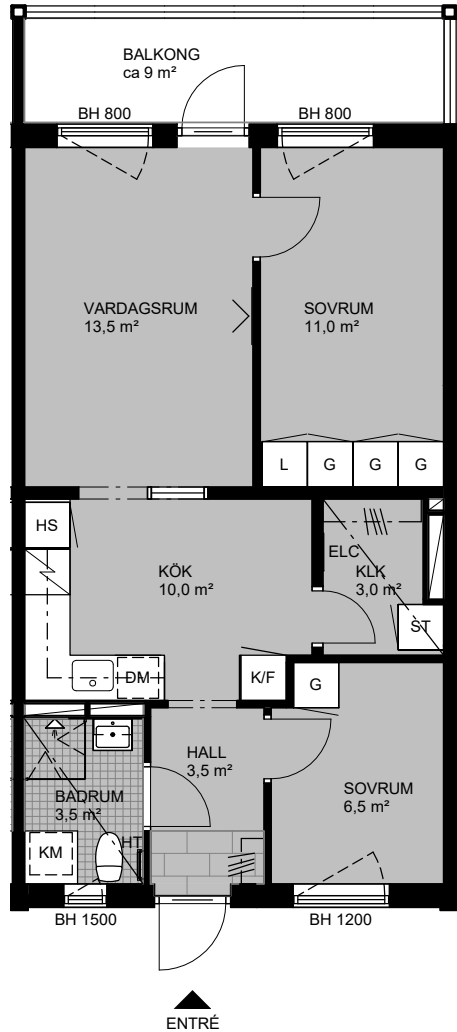 BALKONG
ca 9 m²
BH 800
BH 800
VARDAGSRUM
13,5 m²
SOVRUM
11,0 m²
L
G
G
G
HS
ELC
KÖK
10,0 m²
KLK
3,0 m²
ST
DM
K/F
G
HALL
3,5 m²
SOVRUM
6,5 m²
BADRUM
3,5 m²
HT
KM
BH 1500
BH 1200
ENTRÉ